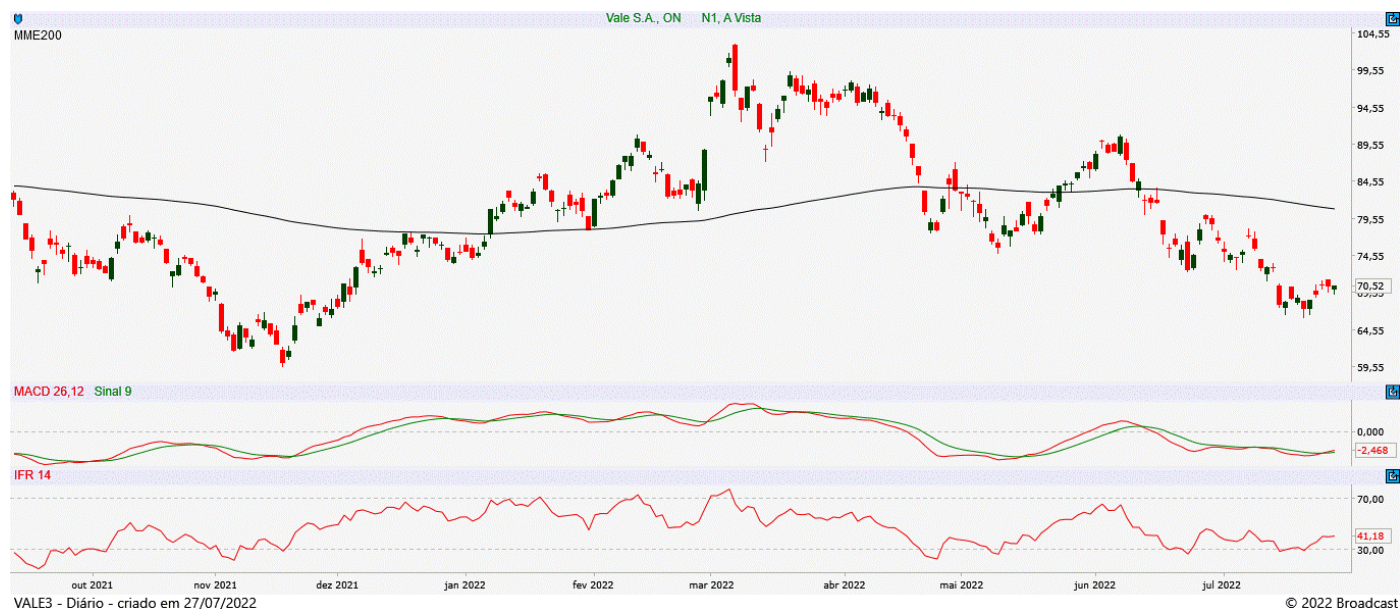 Vale S.A., ON N1, A Vista
MME200
104,55
99,55
94,55
89,55
84,55
79,55
74,55
70,52
64,55
59,55
MACD 26,12 Sinal 9
0,000
-2,468
IFR 14
70,00
41,18
30,00
out 2021 nov 2021 dez 2021 jan 2022 fev 2022 mar 2022 abr 2022 mai 2022 jun 2022 jul 2022
VALE3 - Diário - criado em 27/07/2022 © 2022 Broadcast